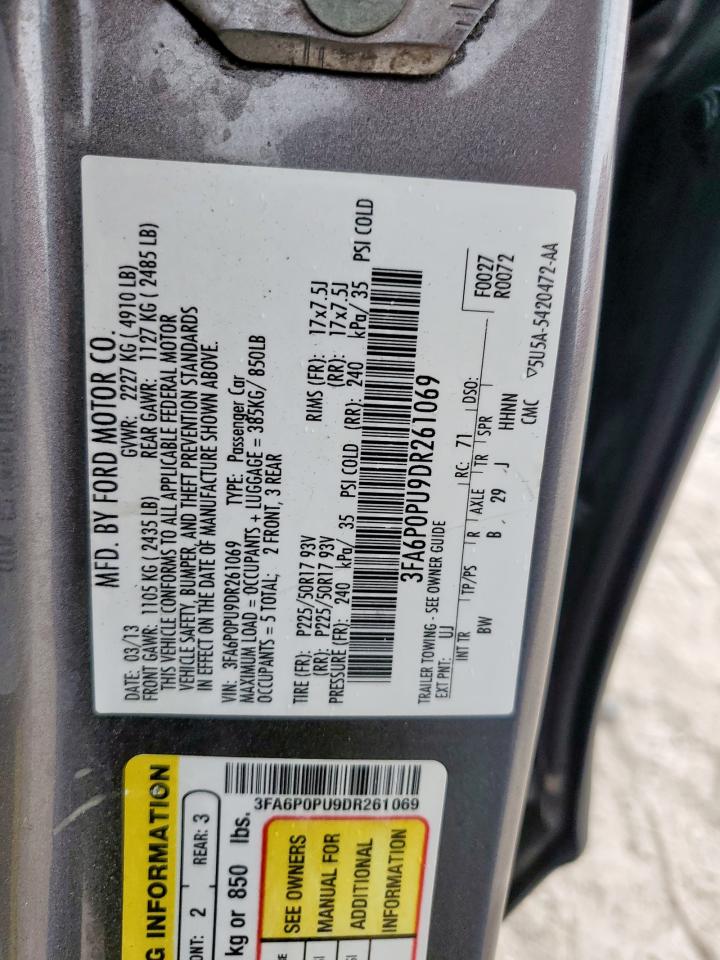 MFD. BY FORD MOTOR CO.
DATE: 03/13 GVWR: 2227 KG ( 4910 LB)
FRONT GAWR: 1105 KG ( 2435 LB) REAR GAWR: 1127 KG ( 2485 LB)
THIS VEHICLE CONFORMS TO ALL APPLICABLE FEDERAL MOTOR
VEHICLE SAFETY, BUMPER, AND THEFT PREVENTION STANDARDS
IN EFFECT ON THE DATE OF MANUFACTURE SHOWN ABOVE.
VIN: 3FA6P0PU9DR261069 TYPE: Passenger Car
MAXIMUM LOAD = OCCUPANTS + LUGGAGE = 385KG/ 850LB
OCCUPANTS = 5 TOTAL; 2 FRONT, 3 REAR
TIRE (FR): P225/50R17 93V RIMS (FR): 17x7.5J
(RR): P225/50R17 93V (RR): 17x7.5J
PRESSURE (FR): 240 kPa/ 35 PSI COLD (RR): 240 kPa/ 35 PSI COLD
3FA6P0PU9DR261069
TRAILER TOWING - SEE OWNER GUIDE
EXT PNT: UJ RC: 71 DSO: F0027
R0072
INT TR TP/PS R AXLE TR SPR
BW B 29 J HHNN
CMC ▽5U5A-5420472-AA
G INFORMATION
3FA6P0PU9DR261069
ONT: 2 REAR: 3
kg or 850 lbs.
SEE OWNERS
MANUAL FOR
ADDITIONAL
INFORMATION